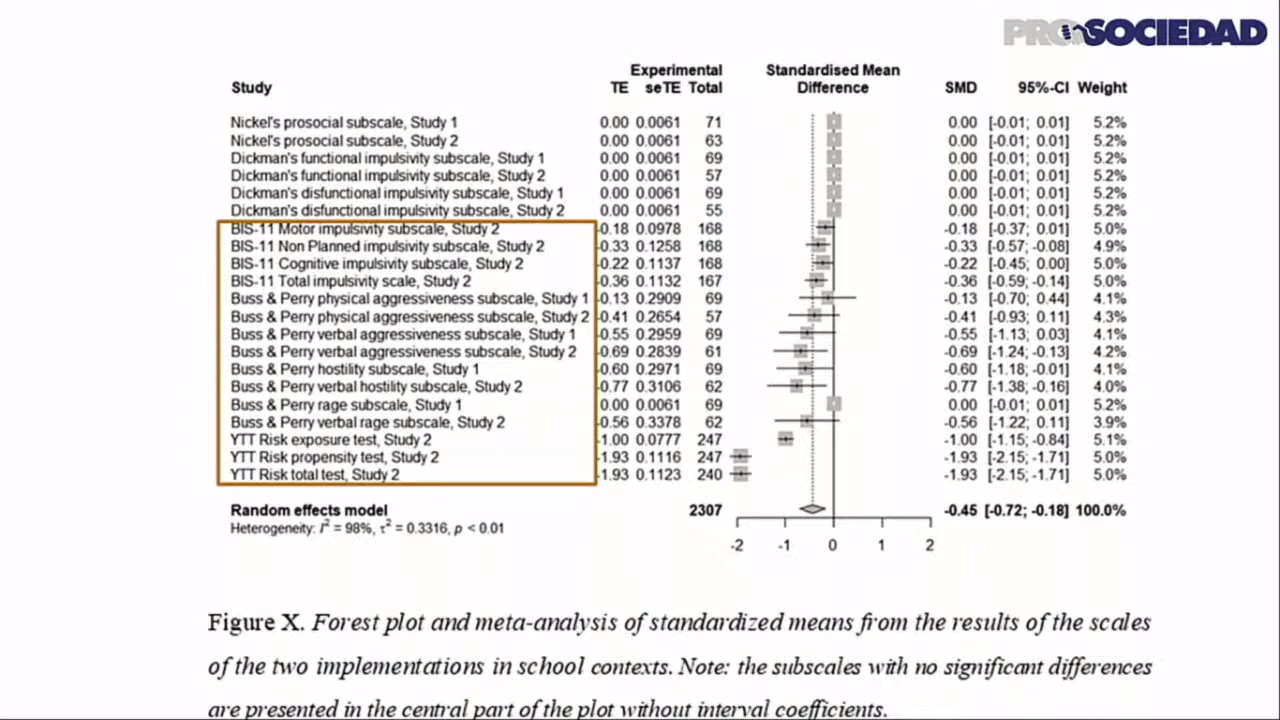 PROSOCIEDAD
Experimental Standardised Mean
Study TE seTE Total Difference SMD 95%-CI Weight
Nickel's prosocial subscale, Study 1 0.00 0.0061 71 0.00 [-0.01; 0.01] 5.2%
Nickel's prosocial subscale, Study 2 0.00 0.0061 63 0.00 [-0.01; 0.01] 5.2%
Dickman's functional impulsivity subscale, Study 1 0.00 0.0061 69 0.00 [-0.01; 0.01] 5.2%
Dickman's functional impulsivity subscale, Study 2 0.00 0.0061 57 0.00 [-0.01; 0.01] 5.2%
Dickman's disfunctional impulsivity subscale, Study 1 0.00 0.0061 69 0.00 [-0.01; 0.01] 5.2%
Dickman's disfunctional impulsivity subscale, Study 2 0.00 0.0061 55 0.00 [-0.01; 0.01] 5.2%
BIS-11 Motor impulsivity subscale, Study 2 -0.18 0.0978 168 -0.18 [-0.37; 0.01] 5.0%
BIS-11 Non Planned impulsivity subscale, Study 2 -0.33 0.1258 168 -0.33 [-0.57; -0.08] 4.9%
BIS-11 Cognitive impulsivity subscale, Study 2 -0.22 0.1137 168 -0.22 [-0.45; 0.00] 5.0%
BIS-11 Total impulsivity scale, Study 2 -0.36 0.1132 167 -0.36 [-0.59; -0.14] 5.0%
Buss & Perry physical aggressiveness subscale, Study 1 -0.13 0.2909 69 -0.13 [-0.70; 0.44] 4.1%
Buss & Perry physical aggressiveness subscale, Study 2 -0.41 0.2654 57 -0.41 [-0.93; 0.11] 4.3%
Buss & Perry verbal aggressiveness subscale, Study 1 -0.55 0.2959 69 -0.55 [-1.13; 0.03] 4.1%
Buss & Perry verbal aggressiveness subscale, Study 2 -0.69 0.2839 61 -0.69 [-1.24; -0.13] 4.2%
Buss & Perry hostility subscale, Study 1 -0.60 0.2971 69 -0.60 [-1.18; -0.01] 4.1%
Buss & Perry verbal hostility subscale, Study 2 -0.77 0.3106 62 -0.77 [-1.38; -0.16] 4.0%
Buss & Perry rage subscale, Study 1 0.00 0.0061 69 0.00 [-0.01; 0.01] 5.2%
Buss & Perry verbal rage subscale, Study 2 -0.56 0.3378 62 -0.56 [-1.22; 0.11] 3.9%
YTT Risk exposure test, Study 2 -1.00 0.0777 247 -1.00 [-1.15; -0.84] 5.1%
YTT Risk propensity test, Study 2 -1.93 0.1116 247 -1.93 [-2.15; -1.71] 5.0%
YTT Risk total test, Study 2 -1.93 0.1123 240 -1.93 [-2.15; -1.71] 5.0%
Random effects model 2307 -0.45 [-0.72; -0.18] 100.0%
Heterogeneity: I² = 98%, τ² = 0.3316, p < 0.01
-2 -1 0 1 2
Figure X. Forest plot and meta-analysis of standardized means from the results of the scales
of the two implementations in school contexts. Note: the subscales with no significant differences
are presented in the central part of the plot without interval coefficients.